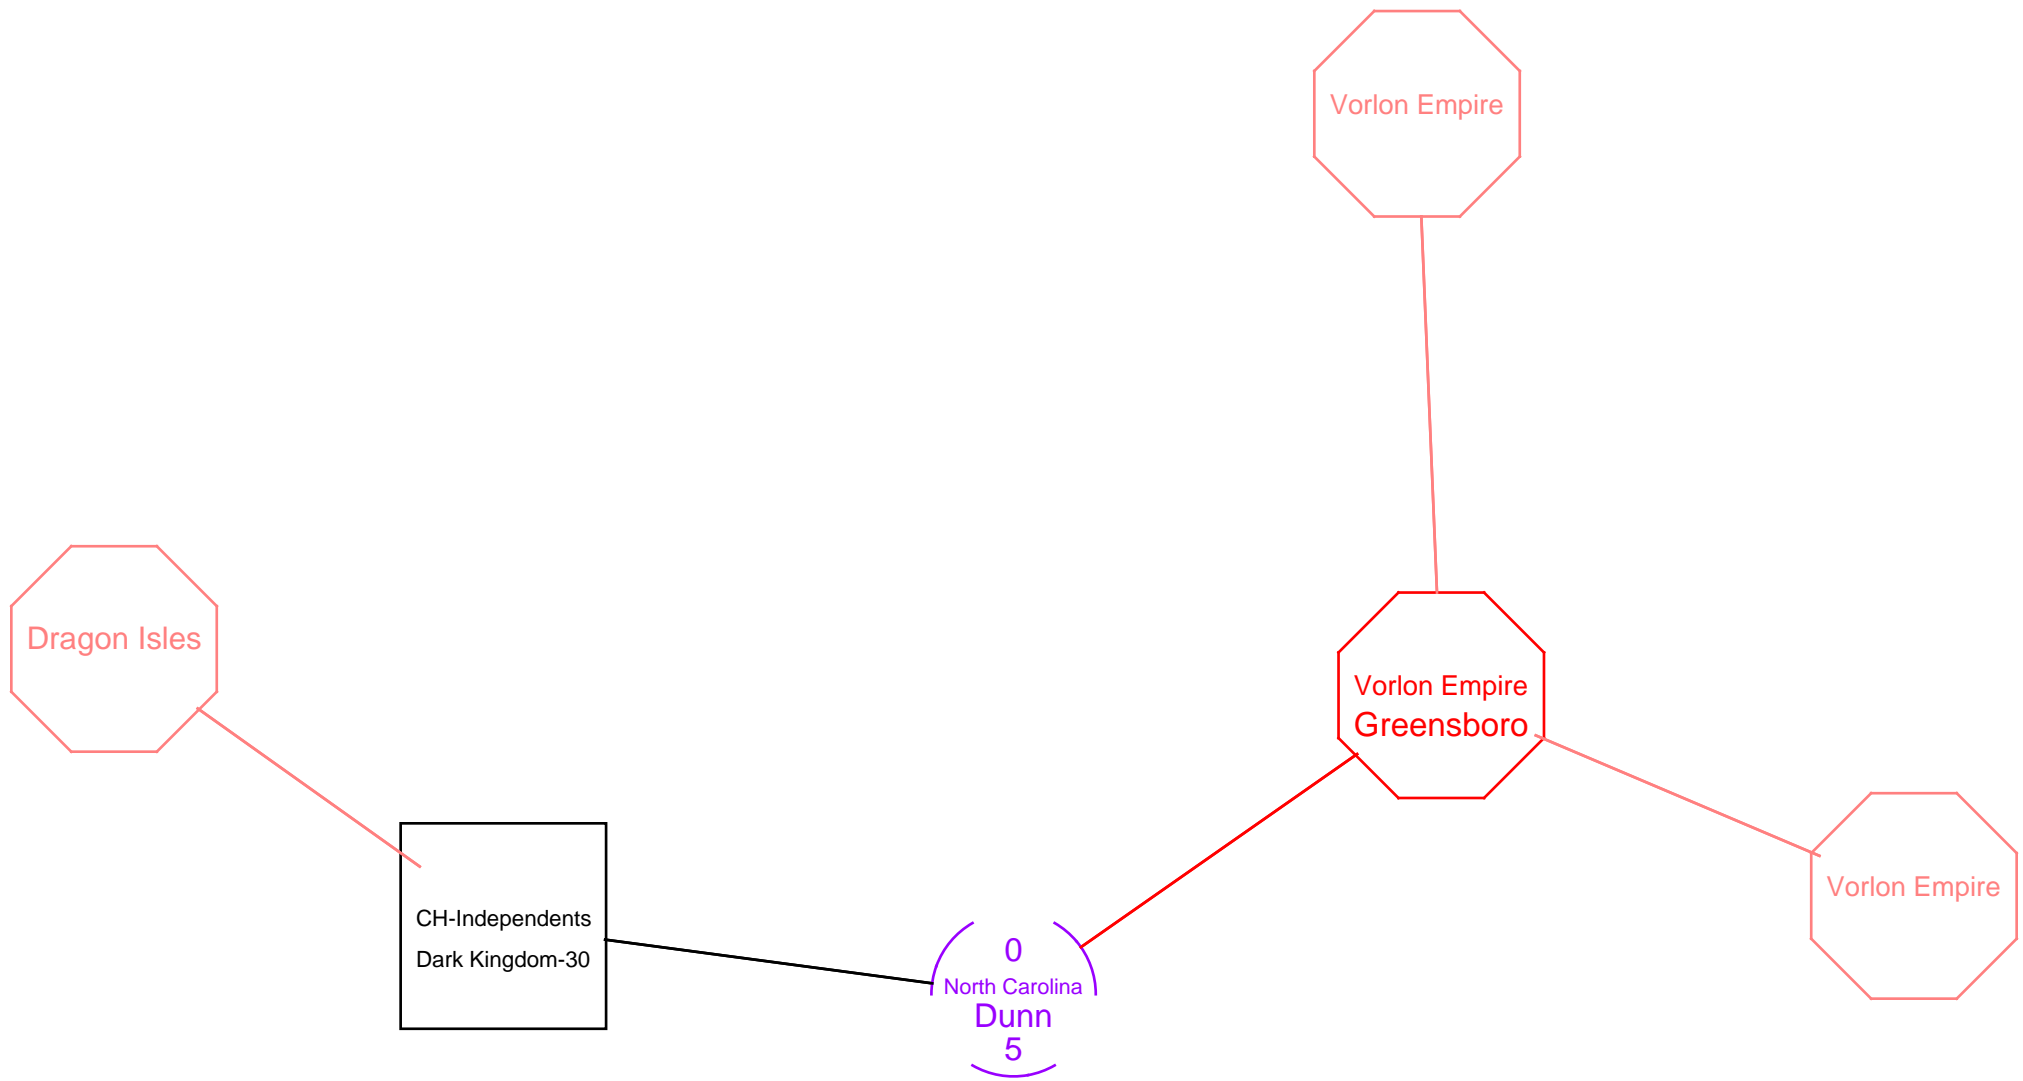 Vorlon Empire
Dragon Isles
Vorlon Empire
Greensboro
Vorlon Empire
CH-Independents
Dark Kingdom-30
0
North Carolina
Dunn
5